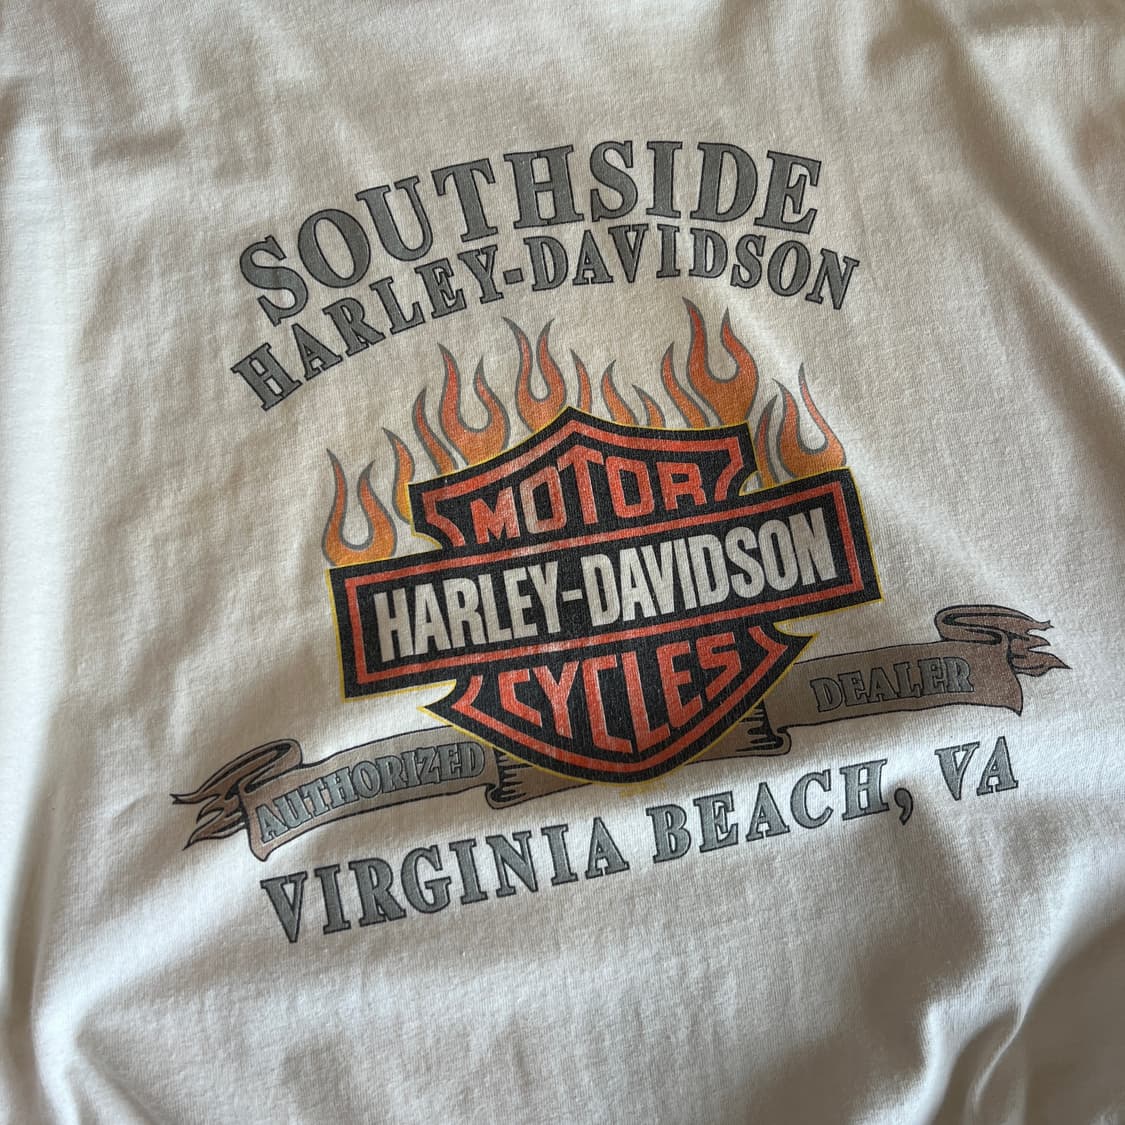 SOUTHSIDE
HARLEY-DAVIDSON
MOTOR
HARLEY-DAVIDSON
CYCLES
AUTHORIZED DEALER
VIRGINIA BEACH, VA